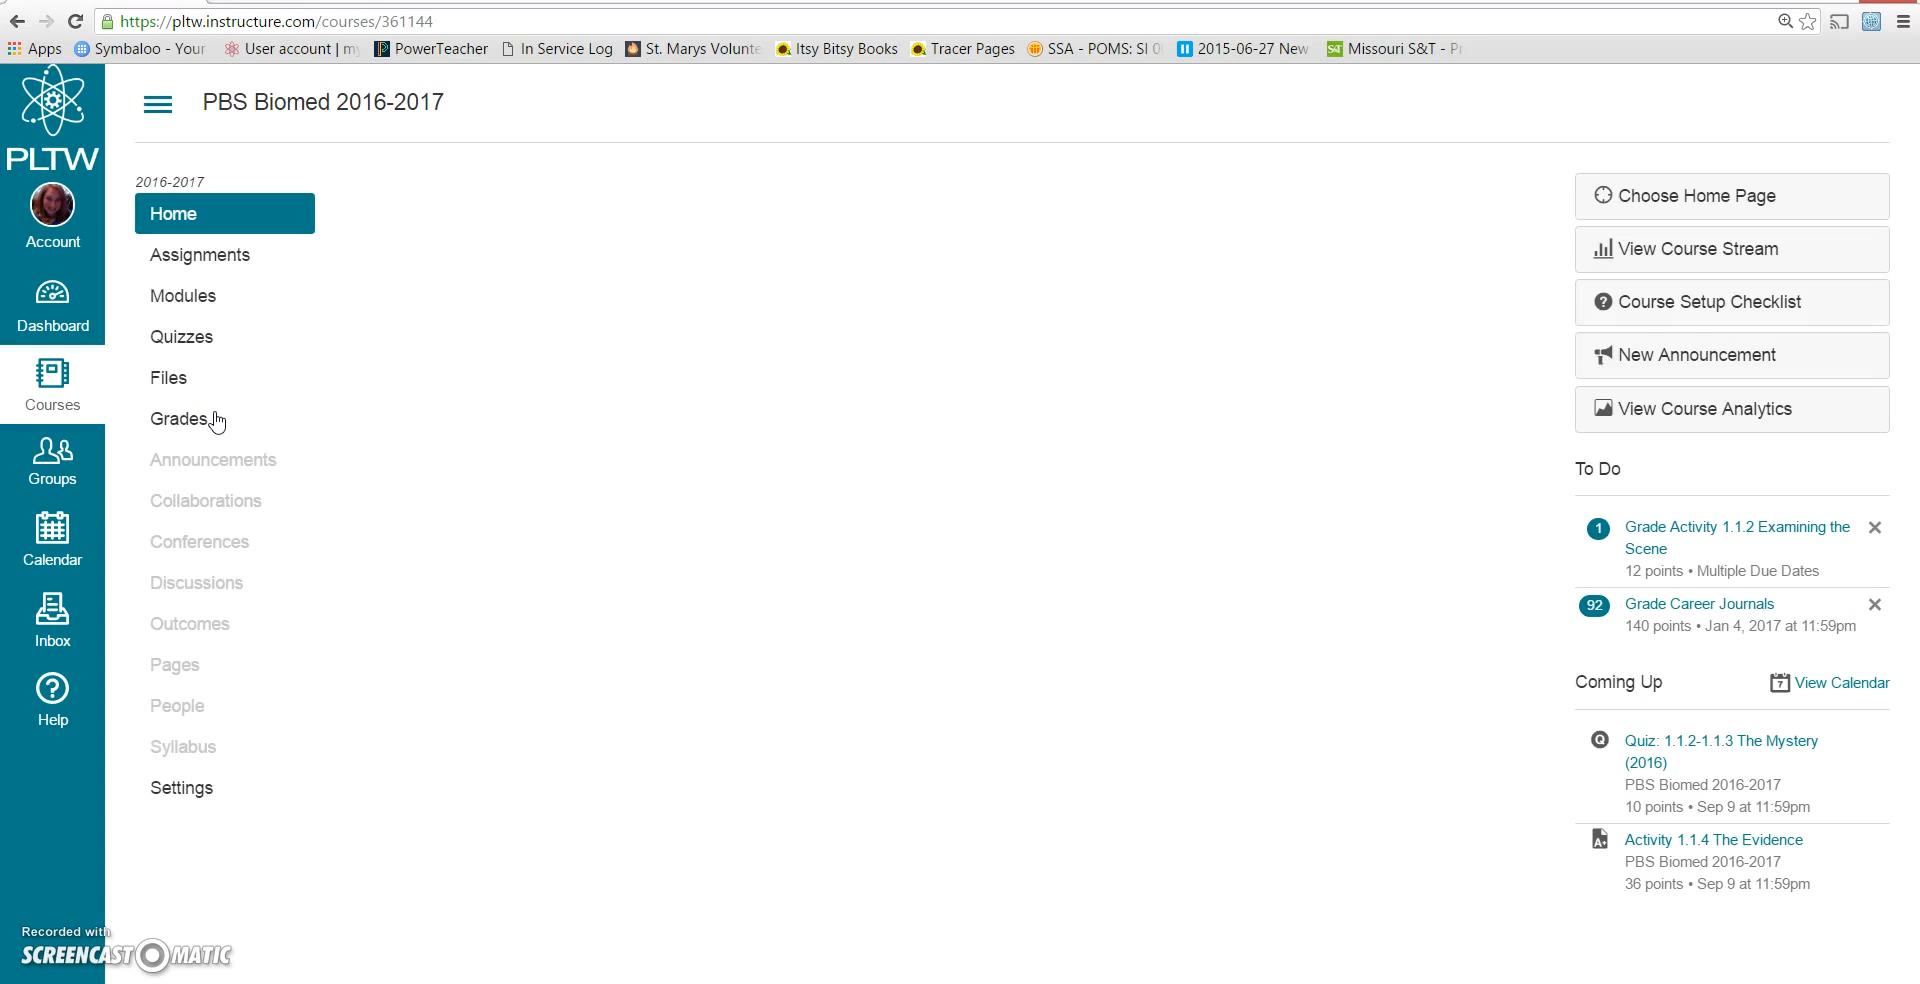 https://pltw.instructure.com/courses/361144
Apps Symbaloo - Your User account | my PowerTeacher In Service Log St. Marys Volunte Itsy Bitsy Books Tracer Pages SSA - POMS: SI 0 2015-06-27 New Missouri S&T - Pr
PLTW
Account
Dashboard
Courses
Groups
Calendar
Inbox
Help
PBS Biomed 2016-2017
2016-2017
Home
Assignments
Modules
Quizzes
Files
Grades
Announcements
Collaborations
Conferences
Discussions
Outcomes
Pages
People
Syllabus
Settings
Choose Home Page
View Course Stream
? Course Setup Checklist
New Announcement
View Course Analytics
To Do
1 Grade Activity 1.1.2 Examining the
Scene
12 points • Multiple Due Dates
92 Grade Career Journals
140 points • Jan 4, 2017 at 11:59pm
Coming Up 7 View Calendar
Q Quiz: 1.1.2-1.1.3 The Mystery
(2016)
PBS Biomed 2016-2017
10 points • Sep 9 at 11:59pm
A+ Activity 1.1.4 The Evidence
PBS Biomed 2016-2017
36 points • Sep 9 at 11:59pm
Recorded with
SCREENCAST O MATIC